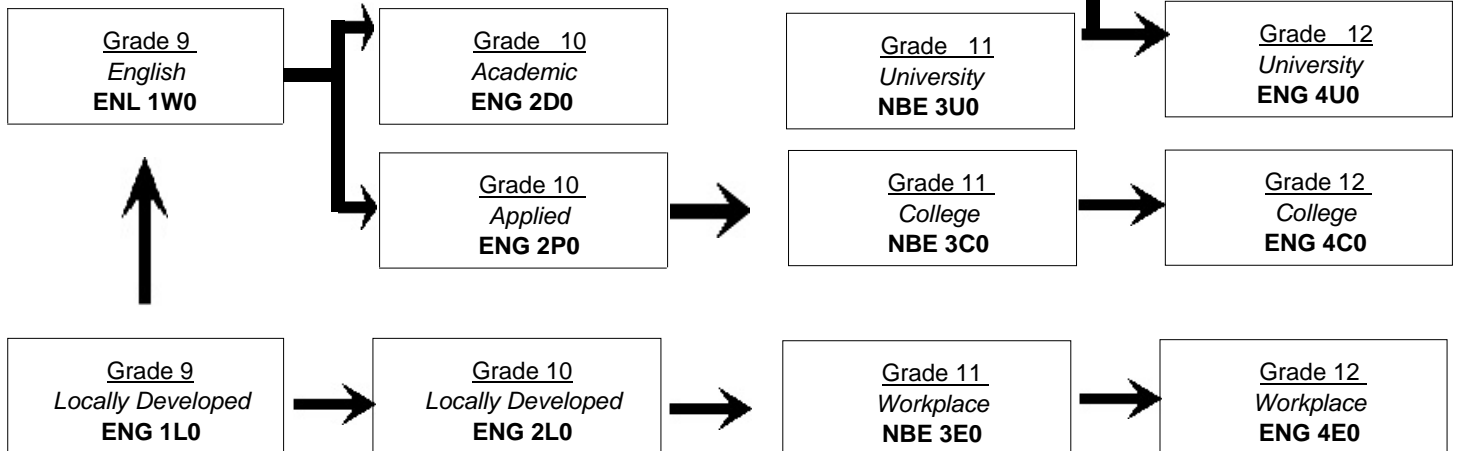 Grade 9
English
ENL 1W0
Grade 10
Academic
ENG 2D0
Grade 11
University
NBE 3U0
Grade 12
University
ENG 4U0
Grade 10
Applied
ENG 2P0
Grade 11
College
NBE 3C0
Grade 12
College
ENG 4C0
Grade 9
Locally Developed
ENG 1L0
Grade 10
Locally Developed
ENG 2L0
Grade 11
Workplace
NBE 3E0
Grade 12
Workplace
ENG 4E0